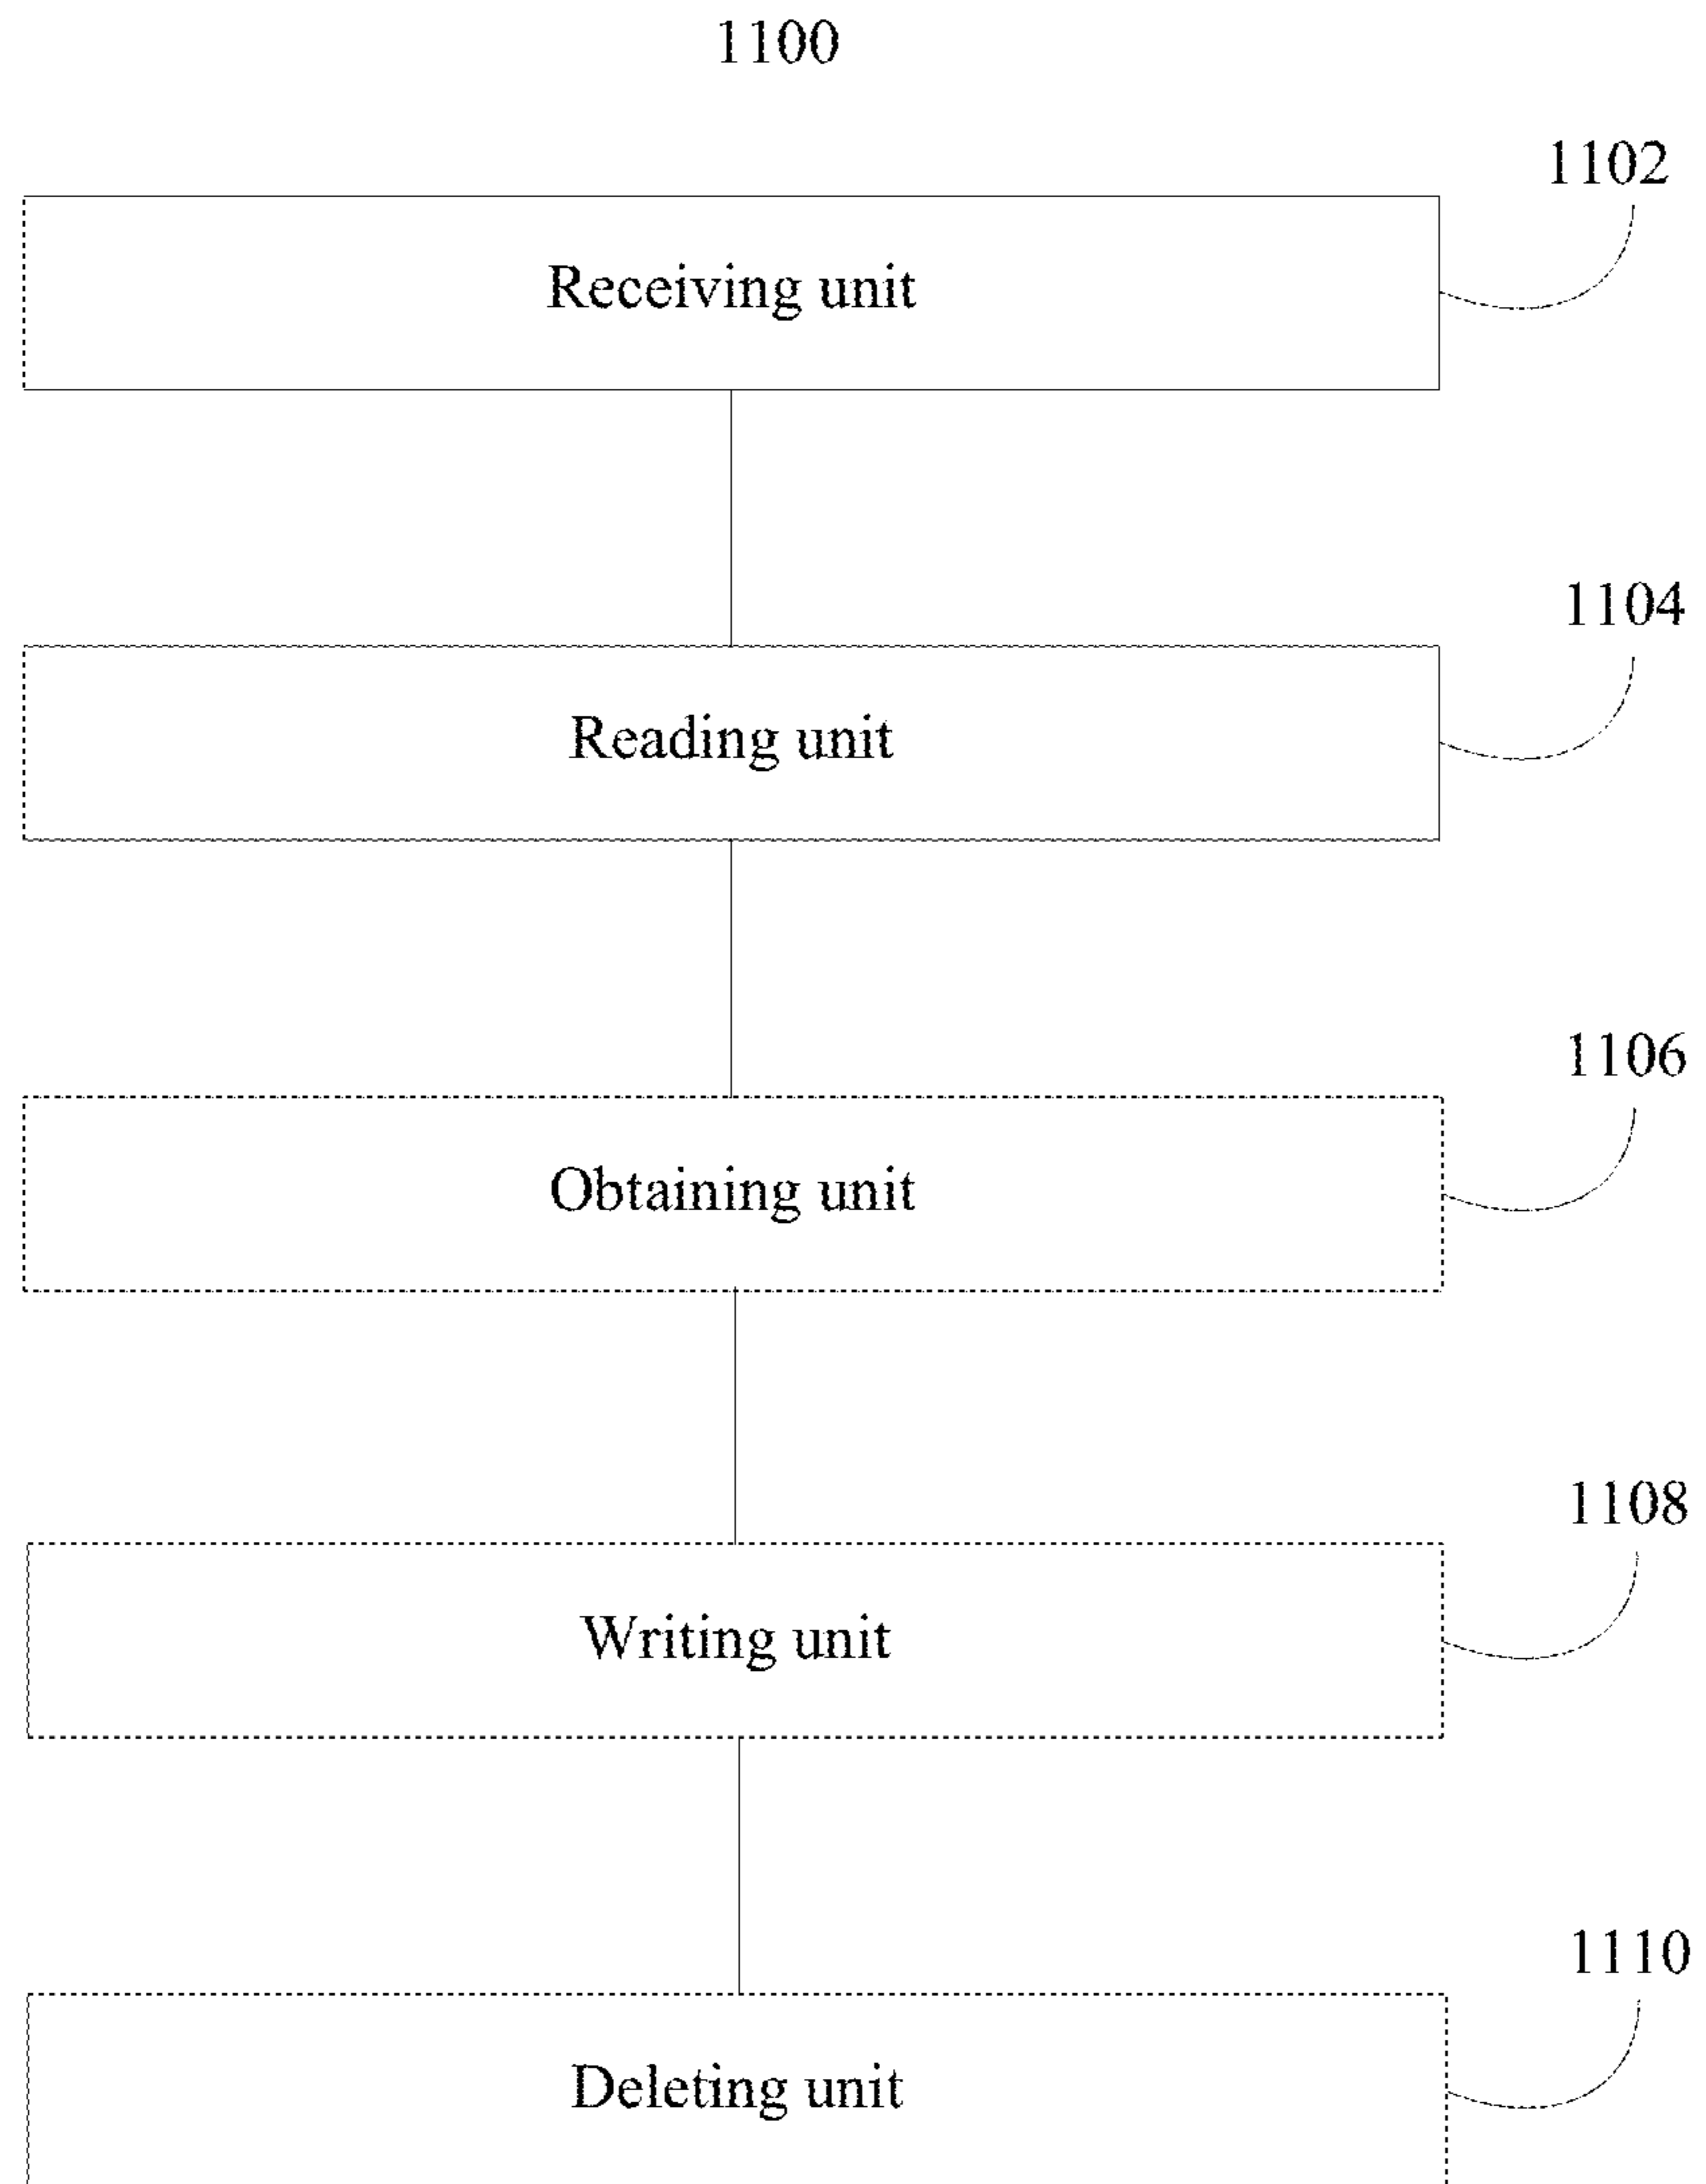 1100
1102
Receiving unit
1104
Reading unit
1106
Obtaining unit
1108
Writing unit
1110
Deleting unit